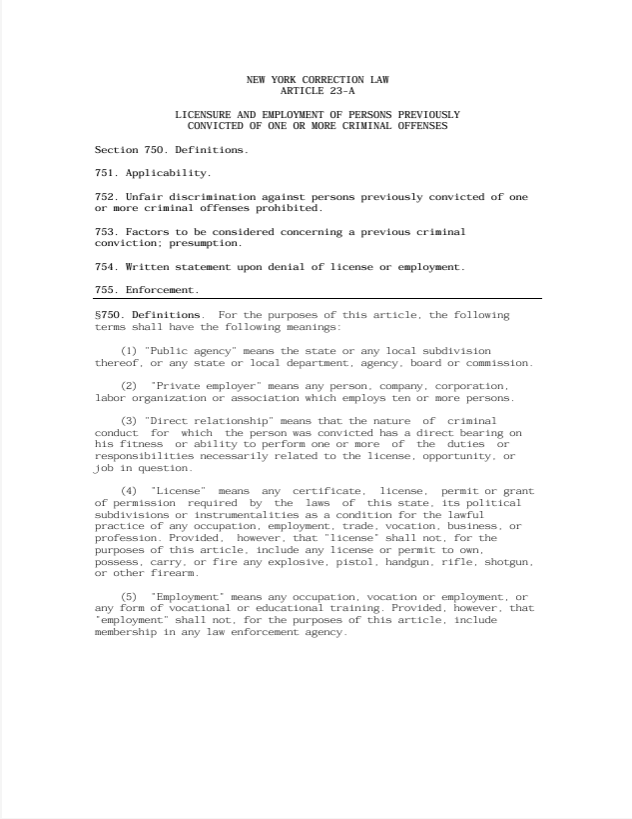 NEW YORK CORRECTION LAW
ARTICLE 23-A
LICENSURE AND EMPLOYMENT OF PERSONS PREVIOUSLY
CONVICTED OF ONE OR MORE CRIMINAL OFFENSES
Section 750. Definitions.
751. Applicability.
752. Unfair discrimination against persons previously convicted of one
or more criminal offenses prohibited.
753. Factors to be considered concerning a previous criminal
conviction; presumption.
754. Written statement upon denial of license or employment.
755. Enforcement.
§750. Definitions. For the purposes of this article, the following
terms shall have the following meanings:
(1) "Public agency" means the state or any local subdivision
thereof, or any state or local department, agency, board or commission.
(2) "Private employer" means any person, company, corporation,
labor organization or association which employs ten or more persons.
(3) "Direct relationship" means that the nature of criminal
conduct for which the person was convicted has a direct bearing on
his fitness or ability to perform one or more of the duties or
responsibilities necessarily related to the license, opportunity, or
job in question.
(4) "License" means any certificate, license, permit or grant
of permission required by the laws of this state, its political
subdivisions or instrumentalities as a condition for the lawful
practice of any occupation, employment, trade, vocation, business, or
profession. Provided, however, that "license" shall not, for the
purposes of this article, include any license or permit to own,
possess, carry, or fire any explosive, pistol, handgun, rifle, shotgun,
or other firearm.
(5) "Employment" means any occupation, vocation or employment, or
any form of vocational or educational training. Provided, however, that
"employment" shall not, for the purposes of this article, include
membership in any law enforcement agency.